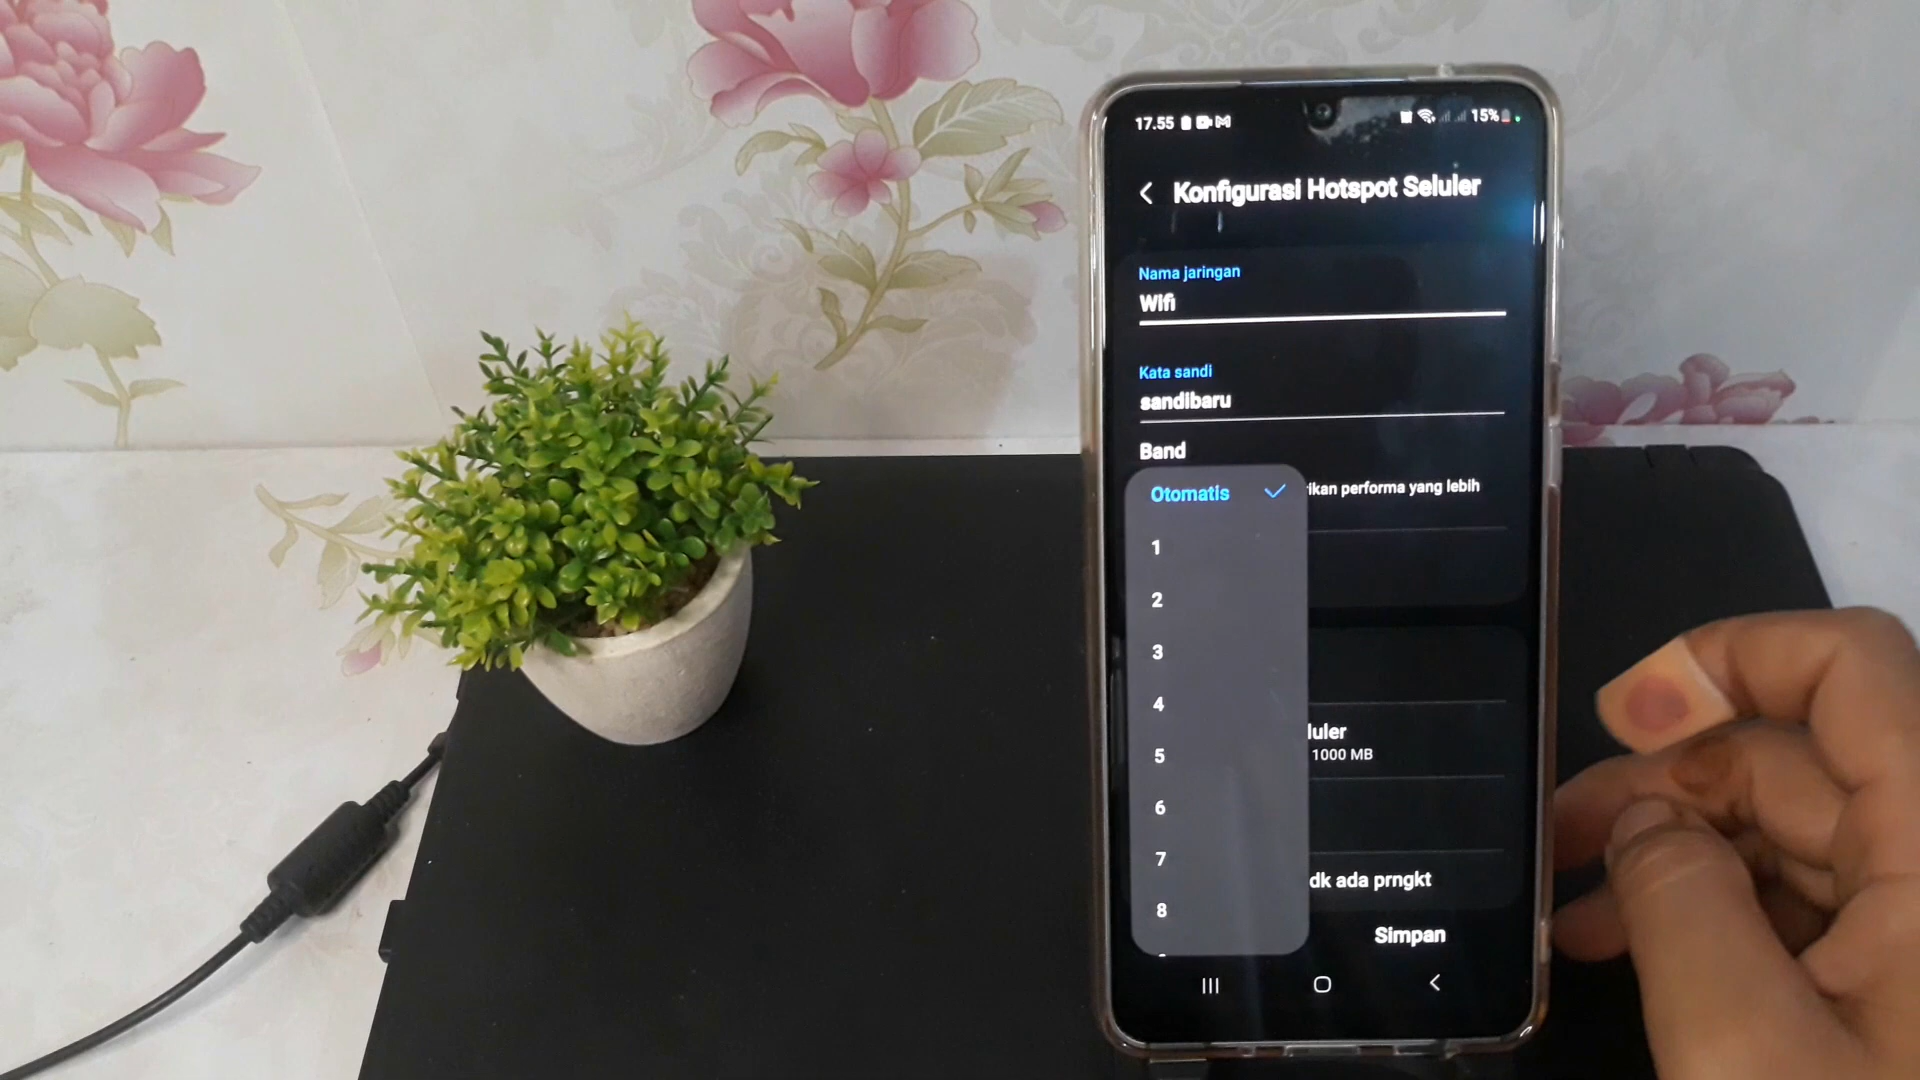 17.55
15%
Konfigurasi Hotspot Seluler
Nama jaringan
Wifi
Kata sandi
sandibaru
Band
Otomatis
rikan performa yang lebih
1
2
3
4
luler
1000 MB
5
6
7
dk ada prngkt
8
Simpan